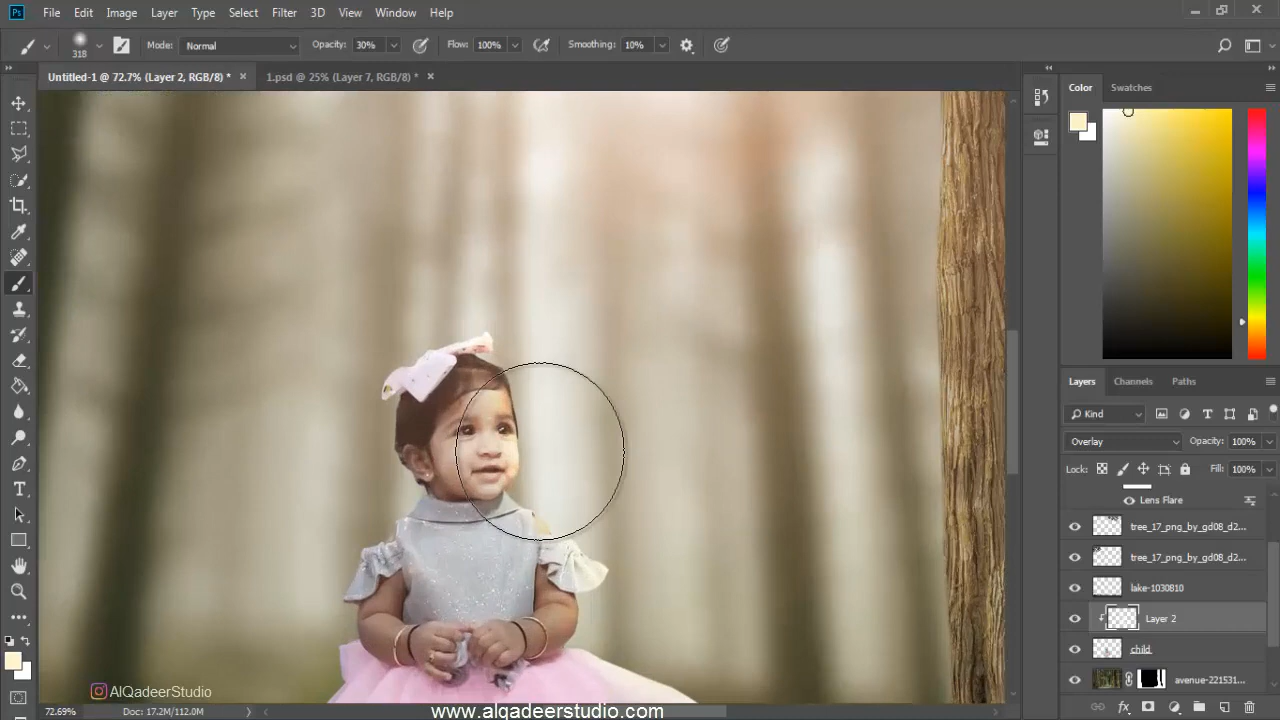 Ps File Edit Image Layer Type Select Filter 3D View Window Help
318 Mode: Normal Opacity: 30% Flow: 100% Smoothing: 10%
Untitled-1 @ 72.7% (Layer 2, RGB/8) * × 1.psd @ 25% (Layer 7, RGB/8) * ×
Color Swatches
Layers Channels Paths
Kind
Overlay Opacity: 100%
Lock: Fill: 100%
Lens Flare
tree_17_png_by_gd08_d2...
tree_17_png_by_gd08_d2...
lake-1030810
Layer 2
child
avenue-221531...
AlQadeerStudio
72.69% Doc: 17.2M/112.0M
www.alqadeerstudio.com